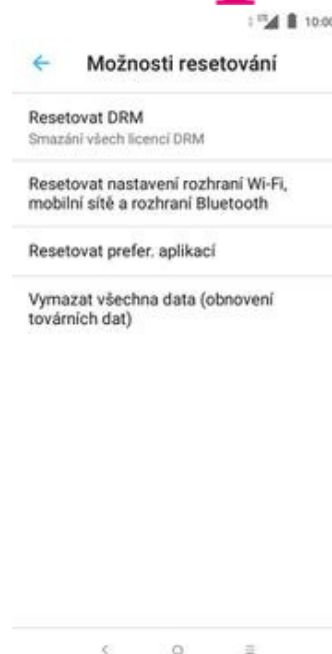 10:00
Možnosti resetování
Resetovat DRM
Smazání všech licencí DRM
Resetovat nastavení rozhraní Wi-Fi,
mobilní sítě a rozhraní Bluetooth
Resetovat prefer. aplikací
Vymazat všechna data (obnovení
továrních dat)